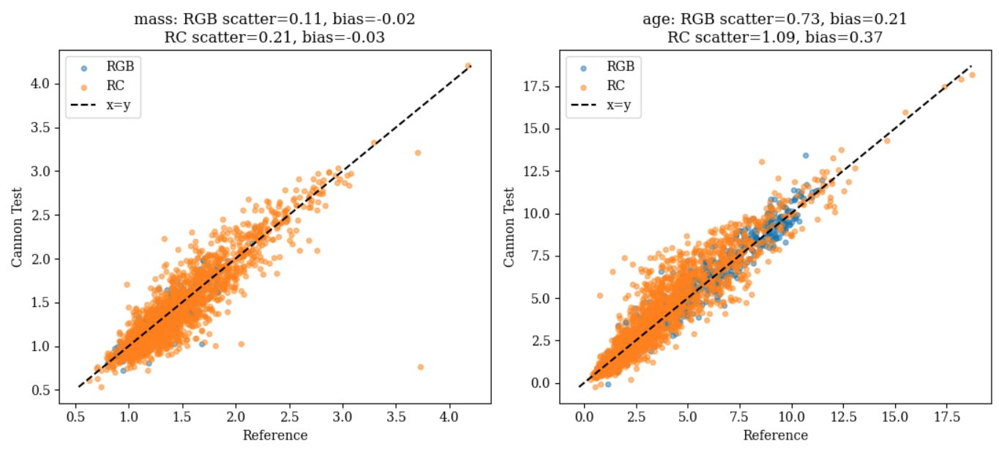 mass: RGB scatter=0.11, bias=-0.02
RC scatter=0.21, bias=-0.03
RGB
RC
x=y
4.0
3.5
3.0
2.5
2.0
1.5
1.0
0.5
Cannon Test
0.5 1.0 1.5 2.0 2.5 3.0 3.5 4.0
Reference
age: RGB scatter=0.73, bias=0.21
RC scatter=1.09, bias=0.37
RGB
RC
x=y
17.5
15.0
12.5
10.0
7.5
5.0
2.5
0.0
Cannon Test
0.0 2.5 5.0 7.5 10.0 12.5 15.0 17.5
Reference